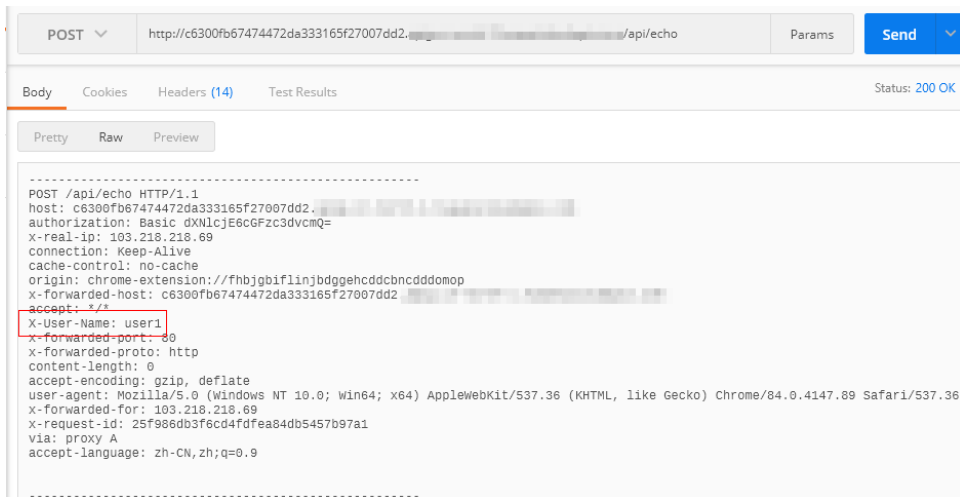 POST http://c6300fb67474472da333165f27007dd2. /api/echo Params Send
Body Cookies Headers (14) Test Results Status: 200 OK
Pretty Raw Preview
------------------------------------------------------
POST /api/echo HTTP/1.1
host: c6300fb67474472da333165f27007dd2.
authorization: Basic dXNlcjE6cGFzc3dvcmQ=
x-real-ip: 103.218.218.69
connection: Keep-Alive
cache-control: no-cache
origin: chrome-extension://fhbjgbiflinjbdggehcddcbncdddomop
x-forwarded-host: c6300fb67474472da333165f27007dd2
accept: */*
X-User-Name: user1
x-forwarded-port: 80
x-forwarded-proto: http
content-length: 0
accept-encoding: gzip, deflate
user-agent: Mozilla/5.0 (Windows NT 10.0; Win64; x64) AppleWebKit/537.36 (KHTML, like Gecko) Chrome/84.0.4147.89 Safari/537.36
x-forwarded-for: 103.218.218.69
x-request-id: 25f986db3f6cd4fdfea84db5457b97a1
via: proxy A
accept-language: zh-CN,zh;q=0.9
------------------------------------------------------